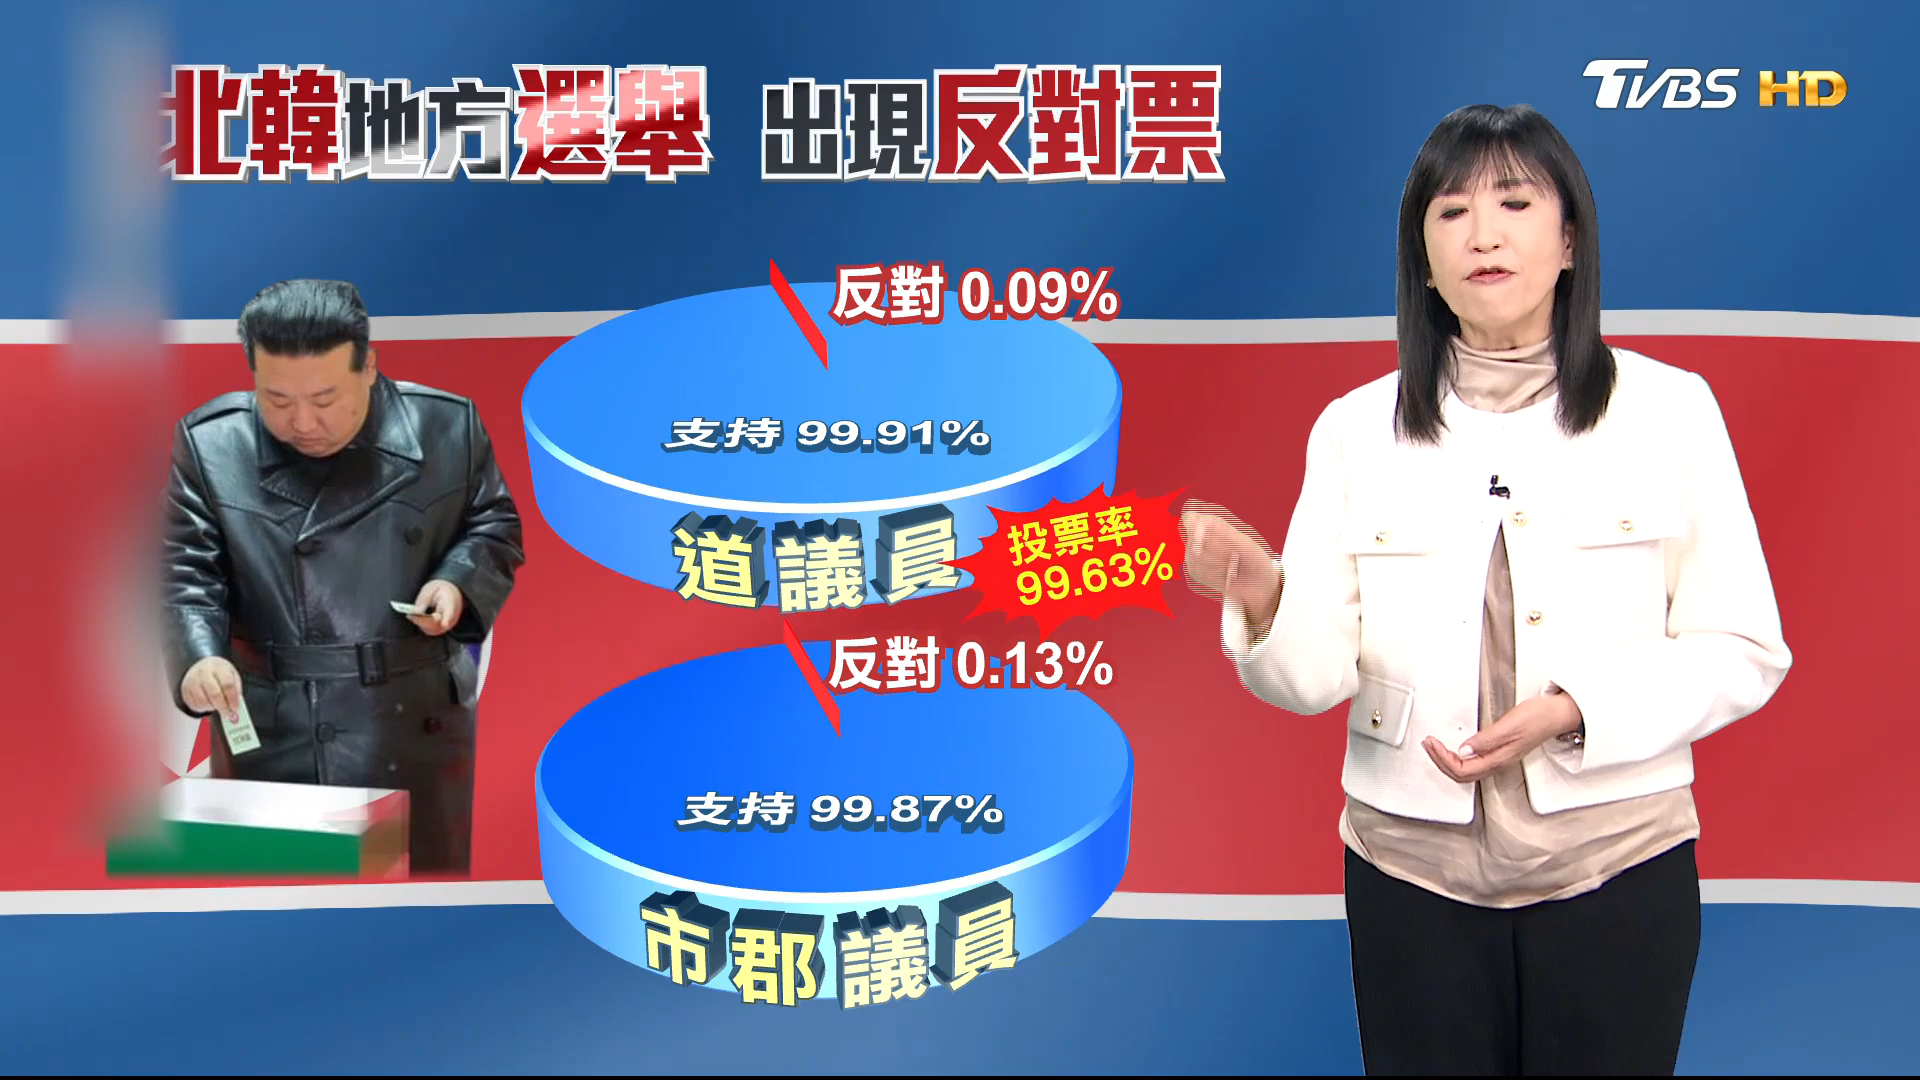 北韓地方選舉 出現反對票
TVBS HD
反對 0.09%
支持 99.91%
道議員
投票率
99.63%
反對 0.13%
支持 99.87%
市郡議員